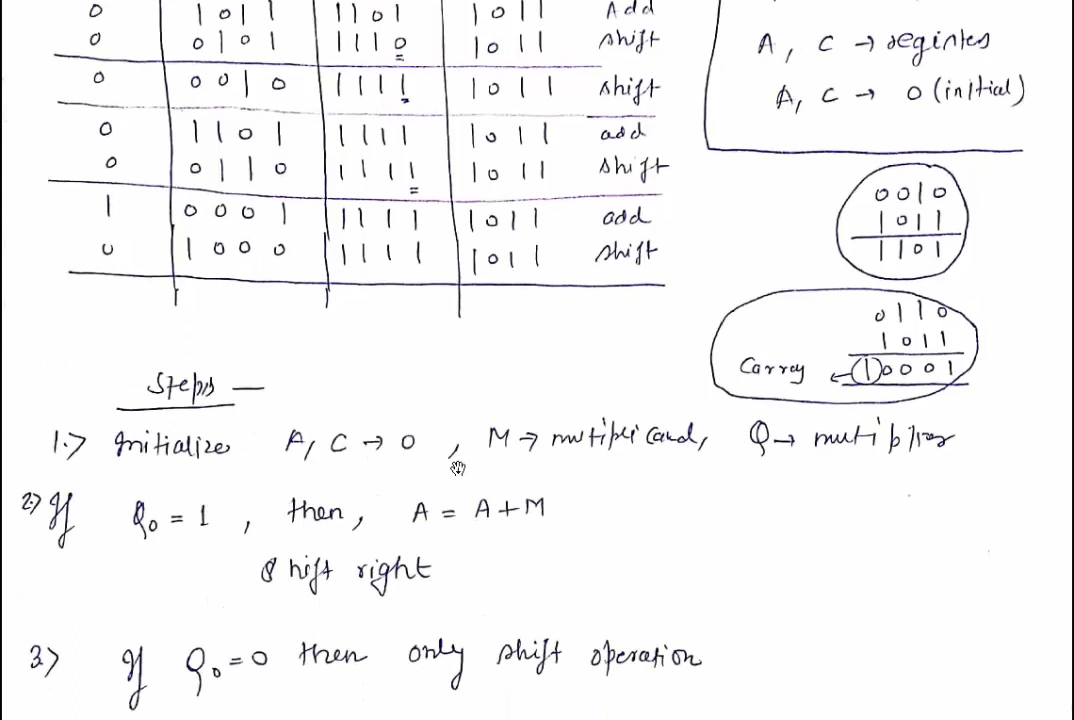 0 1011 1101 1011 Add
0 0101 1110 1011 shift
0 0010 1111 1011 shift
0 1101 1111 1011 add
0 0110 1111 1011 shift
1 0001 1111 1011 add
0 1000 1111 1011 shift
A, C → registes
A, C → 0 (initial)
0010
1011
1101
0110
1011
Carray ← 1 0001
Steps —
1.) Initialize A, C → 0 , M → multiplicand, Q → multiplier
2) If Q0 = 1 , then , A = A + M
Shift right
3) If Q0 = 0 then only shift operation